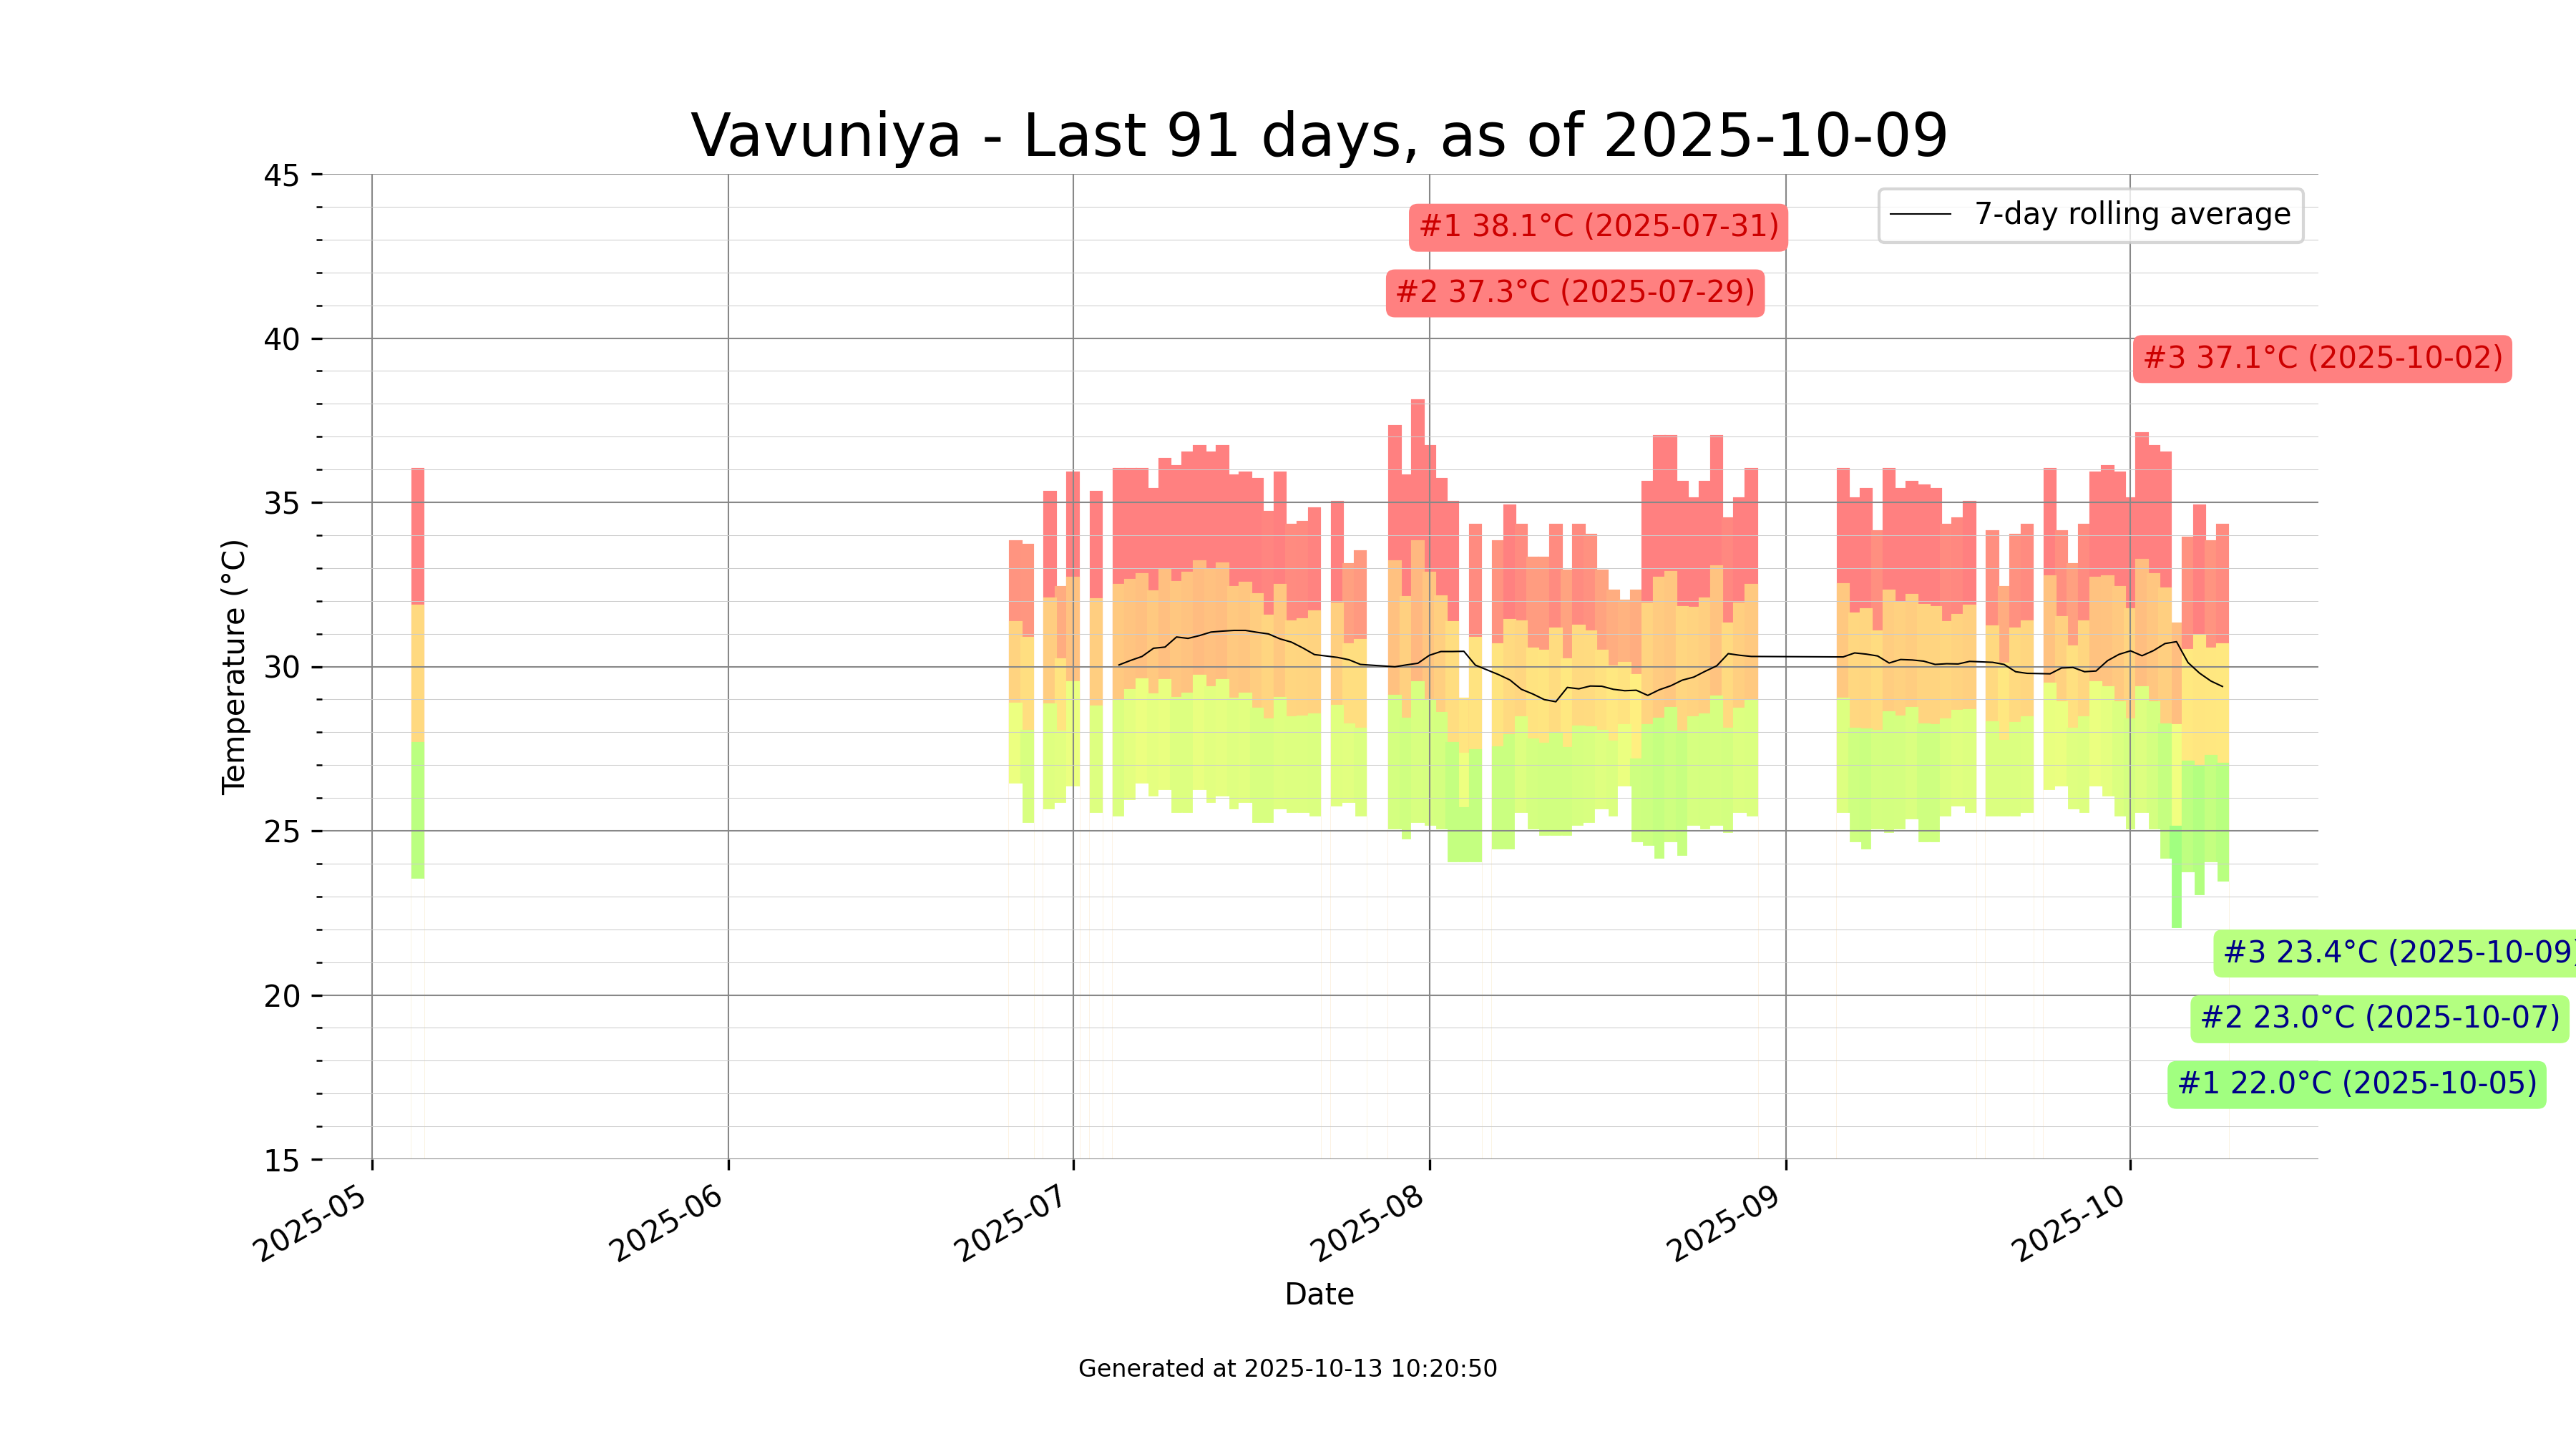 Vavuniya - Last 91 days, as of 2025-10-09
45
40
35
30
25
20
15
Temperature (°C)
7-day rolling average
#1 38.1°C (2025-07-31)
#2 37.3°C (2025-07-29)
#3 37.1°C (2025-10-02)
#3 23.4°C (2025-10-09)
#2 23.0°C (2025-10-07)
#1 22.0°C (2025-10-05)
2025-05
2025-06
2025-07
2025-08
2025-09
2025-10
Date
Generated at 2025-10-13 10:20:50